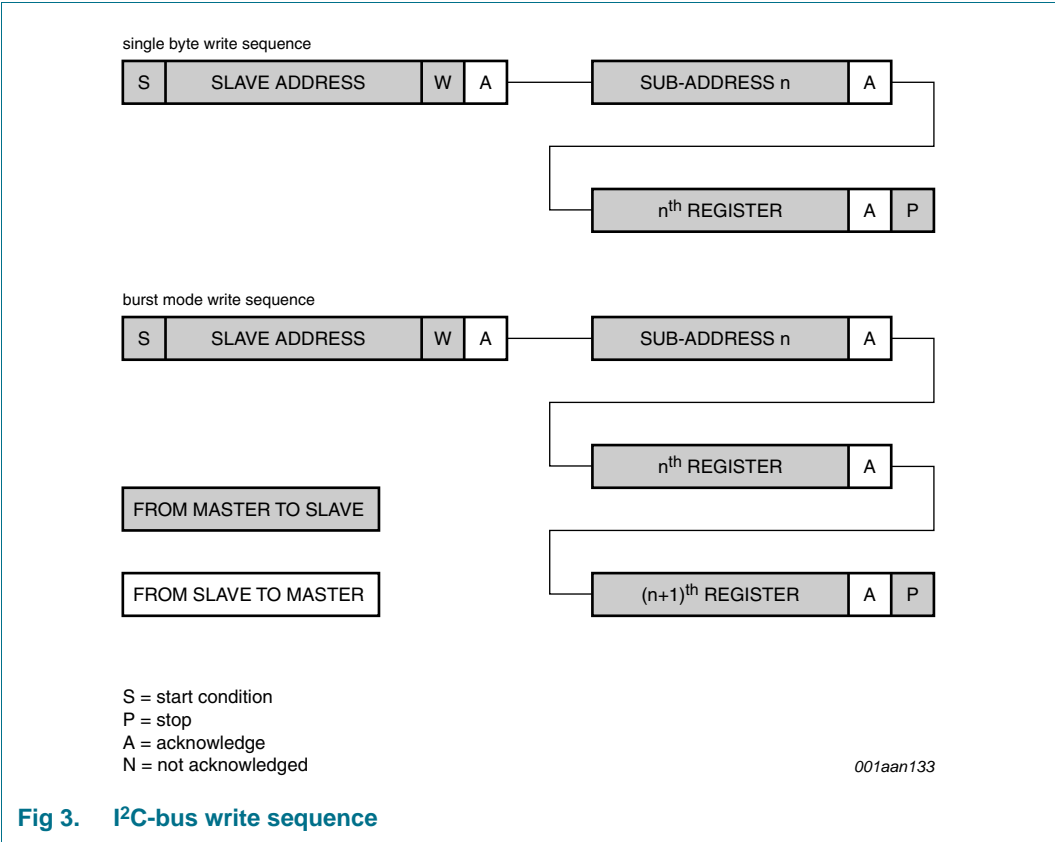 single byte write sequence
S SLAVE ADDRESS W A SUB-ADDRESS n A
nth REGISTER A P
burst mode write sequence
S SLAVE ADDRESS W A SUB-ADDRESS n A
nth REGISTER A
FROM MASTER TO SLAVE
FROM SLAVE TO MASTER
(n+1)th REGISTER A P
S = start condition
P = stop
A = acknowledge
N = not acknowledged
001aan133
Fig 3. I2C-bus write sequence